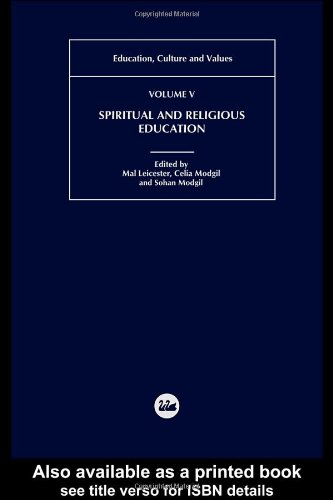 Copyrighted Material
Education, Culture and Values
VOLUME V
SPIRITUAL AND RELIGIOUS
EDUCATION
Edited by
Mal Leicester, Celia Modgil
and Sohan Modgil
Copyrighted Material
Also available as a printed book
see title verso for ISBN details